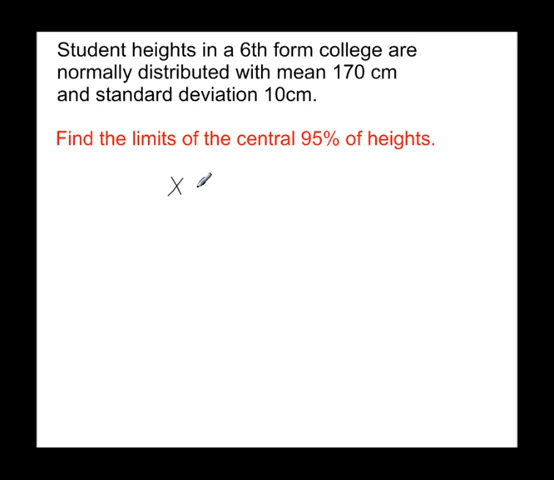 Student heights in a 6th form college are
normally distributed with mean 170 cm
and standard deviation 10cm.
Find the limits of the central 95% of heights.
X